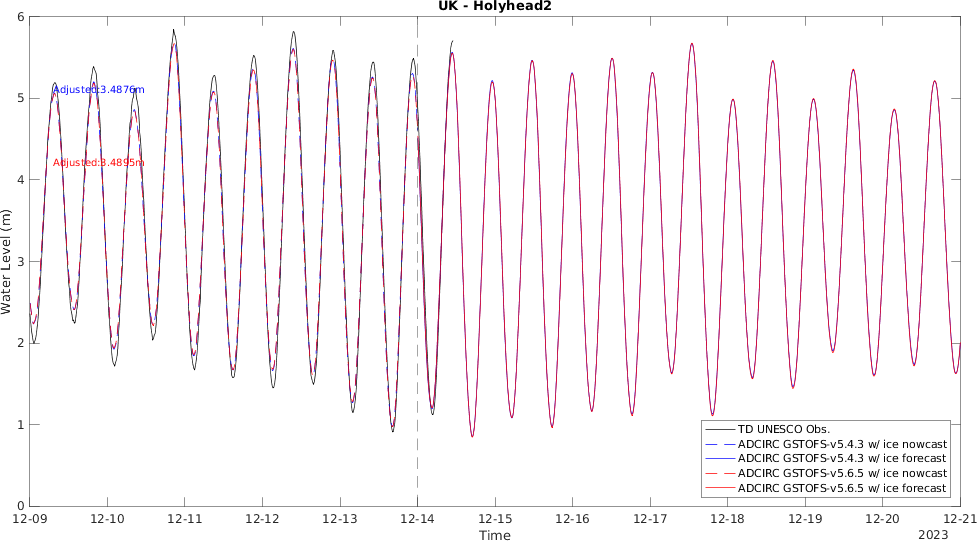 UK - Holyhead2
6
5
4
3
2
1
0
Water Level (m)
Adjusted:3.4876m
Adjusted:3.4895m
TD UNESCO Obs.
ADCIRC GSTOFS-v5.4.3 w/ ice nowcast
ADCIRC GSTOFS-v5.4.3 w/ ice forecast
ADCIRC GSTOFS-v5.6.5 w/ ice nowcast
ADCIRC GSTOFS-v5.6.5 w/ ice forecast
12-09 12-10 12-11 12-12 12-13 12-14 12-15 12-16 12-17 12-18 12-19 12-20 12-21
Time
2023